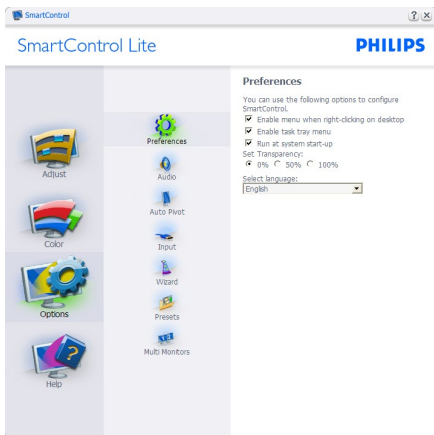 SmartControl
SmartControl Lite
PHILIPS
Adjust
Color
Options
Help
Preferences
Audio
Auto Pivot
Input
Wizard
Presets
Multi Monitors
Preferences
You can use the following options to configure
SmartControl.
Enable menu when right-clicking on desktop
Enable task tray menu
Run at system start-up
Set Transparency:
0% 50% 100%
Select language:
English